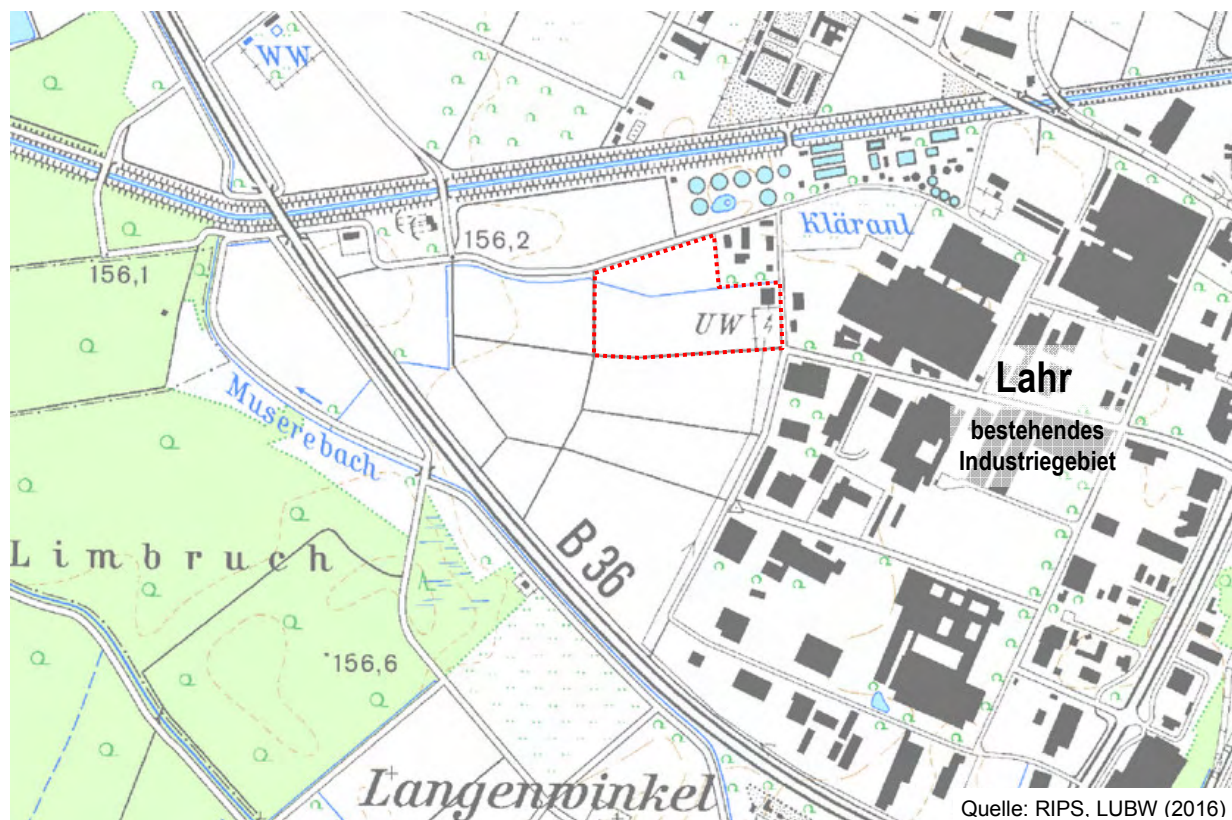 WW
156,2
Kläranl
156,1
UW
Lahr
bestehendes
Industriegebiet
Muserebach
B 36
Limbruch
156,6
Langenwinkel
Quelle: RIPS, LUBW (2016)